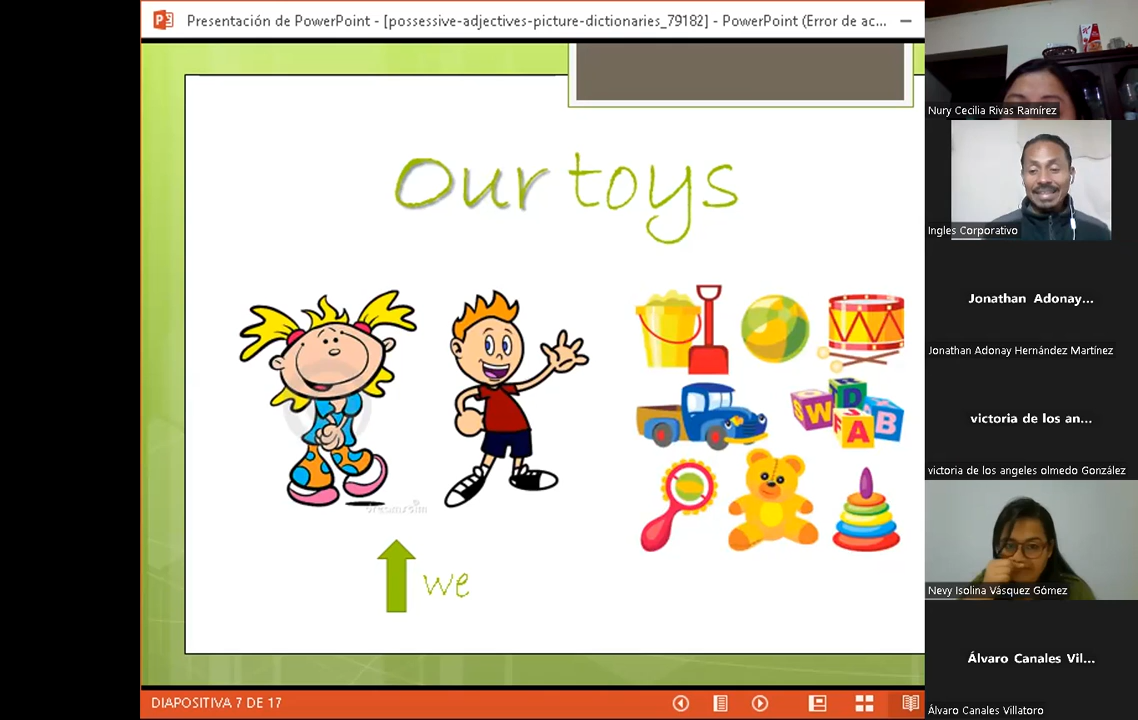 Presentación de PowerPoint - [possessive-adjectives-picture-dictionaries_79182] - PowerPoint (Error de ac...
Our toys
W
D
A
B
dreamstim
we
DIAPOSITIVA 7 DE 17
Nury Cecilia Rivas Ramírez
Ingles Corporativo
Jonathan Adonay...
Jonathan Adonay Hernández Martínez
victoria de los an...
victoria de los angeles olmedo González
Nevy Isolina Vásquez Gómez
Álvaro Canales Vil...
Álvaro Canales Villatoro